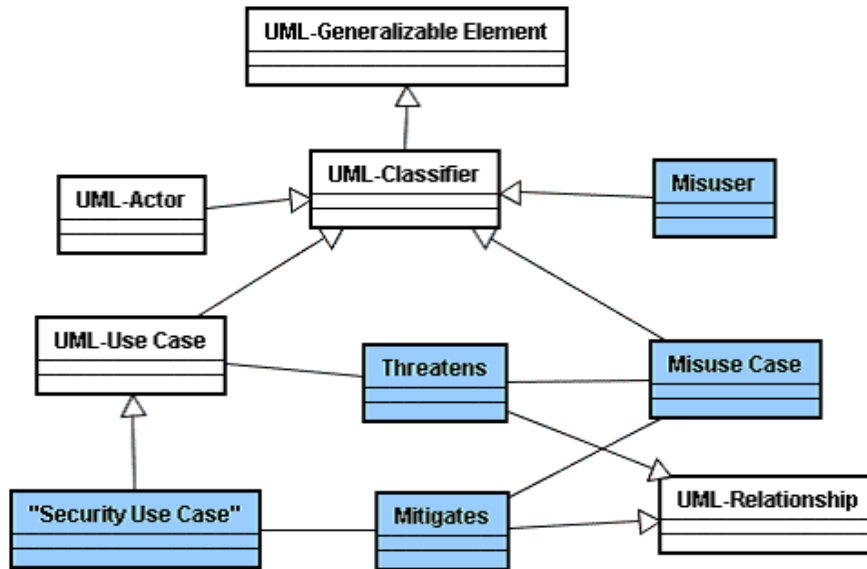 UML-Generalizable Element
UML-Classifier
UML-Actor
Misuser
UML-Use Case
Threatens
Misuse Case
"Security Use Case"
Mitigates
UML-Relationship